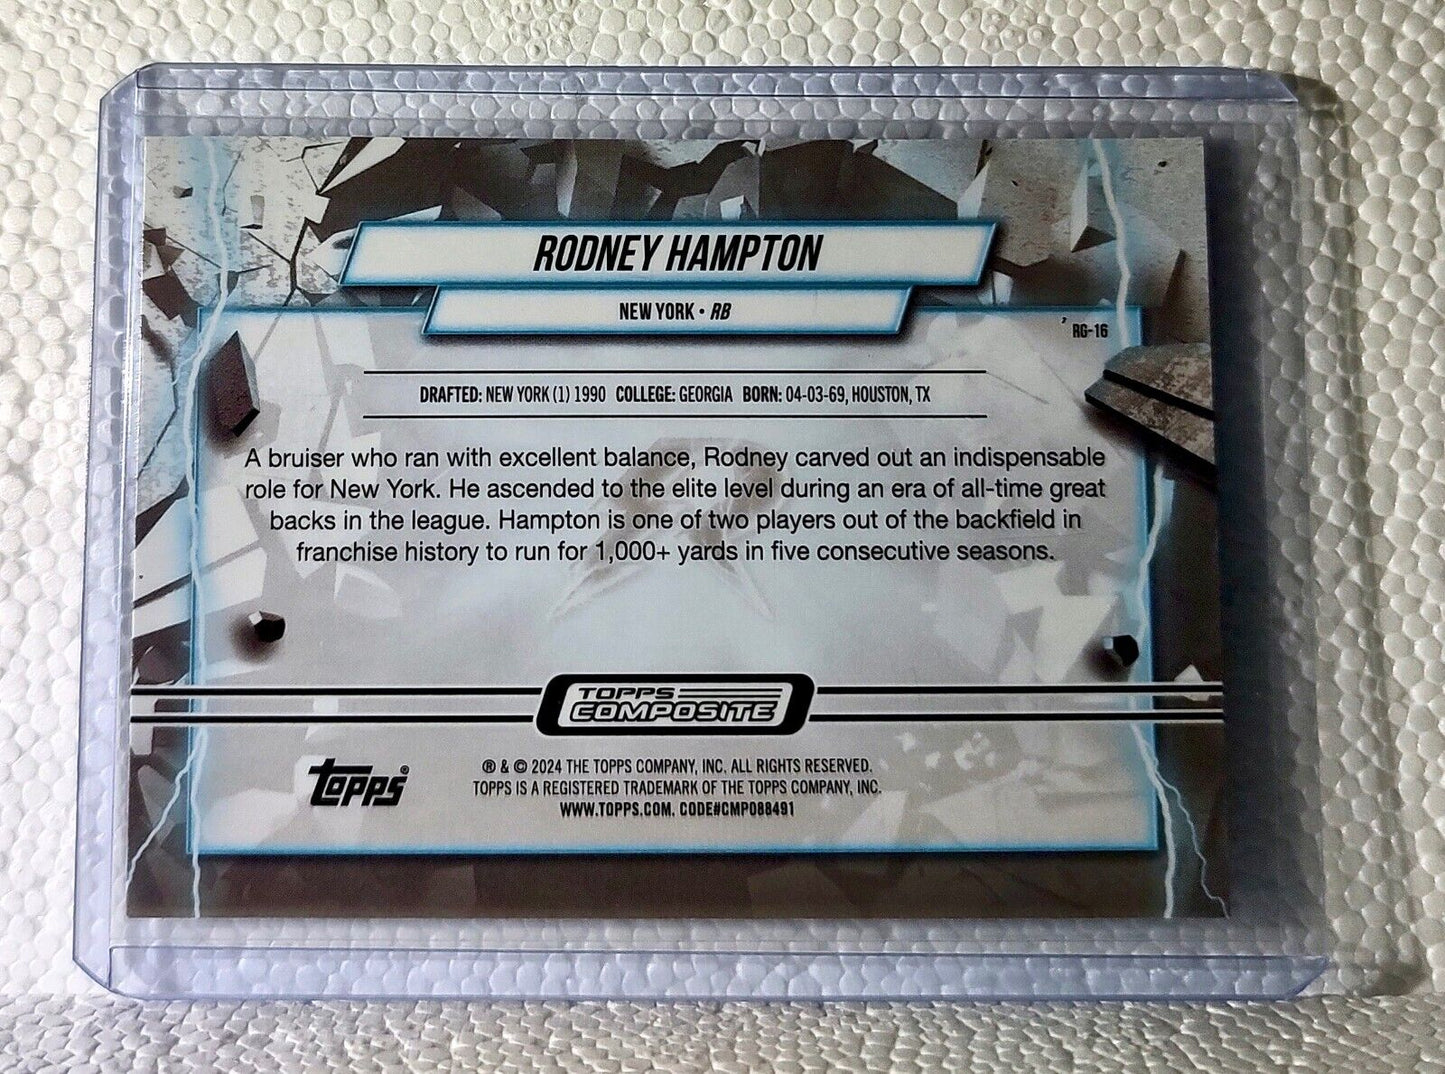 RODNEY HAMPTON
NEW YORK • RB
RG-16
DRAFTED: NEW YORK (1) 1990 COLLEGE: GEORGIA BORN: 04-03-69, HOUSTON, TX
A bruiser who ran with excellent balance, Rodney carved out an indispensable
role for New York. He ascended to the elite level during an era of all-time great
backs in the league. Hampton is one of two players out of the backfield in
franchise history to run for 1,000+ yards in five consecutive seasons.
TOPPS
COMPOSITE
topps®
® & © 2024 THE TOPPS COMPANY, INC. ALL RIGHTS RESERVED.
TOPPS IS A REGISTERED TRADEMARK OF THE TOPPS COMPANY, INC.
WWW.TOPPS.COM. CODE#CMP088491